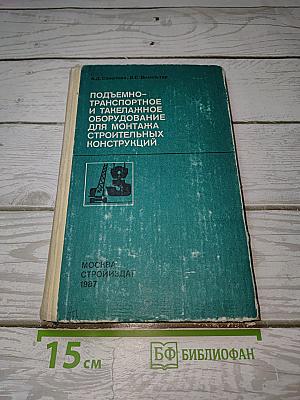 ПОДЪЕМНО-
ТРАНСПОРТНОЕ
И ТАКЕЛАЖНОЕ
ОБОРУДОВАНИЕ
ДЛЯ МОНТАЖА
СТРОИТЕЛЬНЫХ
КОНСТРУКЦИЙ
МОСКВА
СТРОЙИЗДАТ
1987
15 см
БФ БИБЛИОФАН